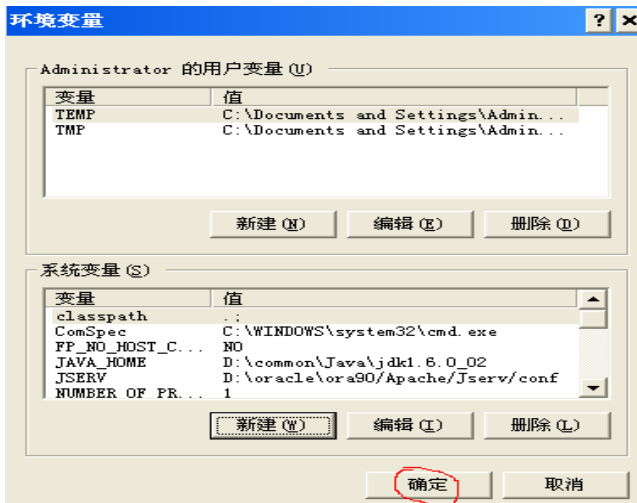 环境变量
Administrator 的用户变量(U)
变量 值
TEMP C:\Documents and Settings\Admin...
TMP C:\Documents and Settings\Admin...
新建(N) 编辑(E) 删除(D)
系统变量(S)
变量 值
classpath .;
ComSpec C:\WINDOWS\system32\cmd.exe
FP_NO_HOST_C... NO
JAVA_HOME D:\common\Java\jdk1.6.0_02
JSERV D:\oracle\ora90/Apache/Jserv/conf
NUMBER_OF_PR... 1
新建(W) 编辑(I) 删除(L)
确定 取消